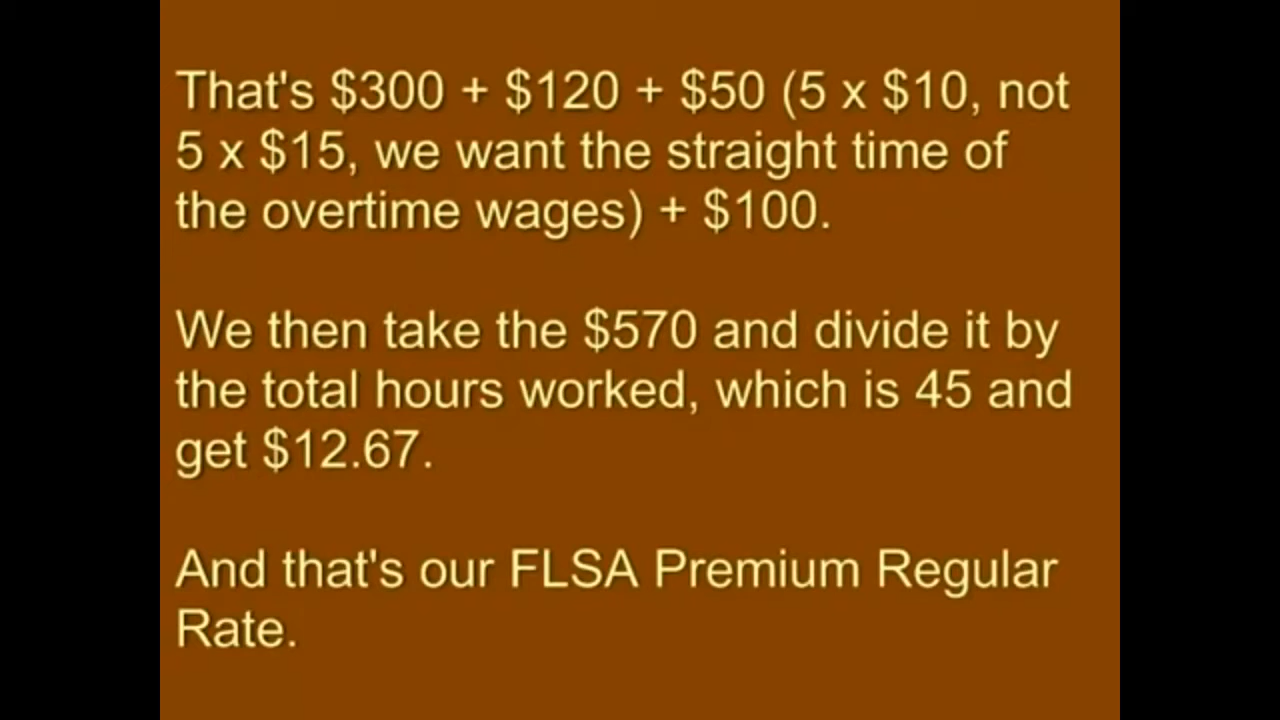 That's $300 + $120 + $50 (5 x $10, not
5 x $15, we want the straight time of
the overtime wages) + $100.
We then take the $570 and divide it by
the total hours worked, which is 45 and
get $12.67.
And that's our FLSA Premium Regular
Rate.